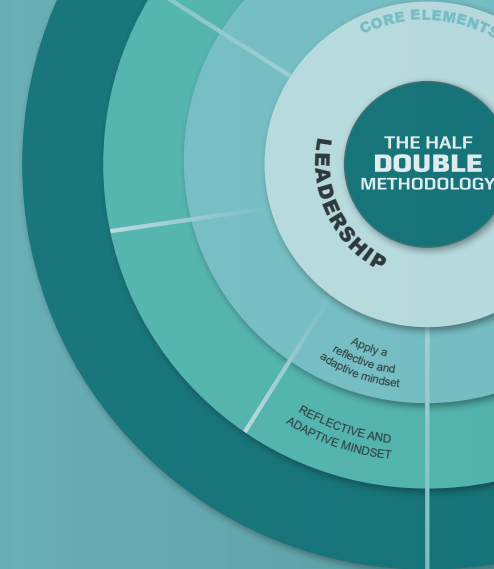 CORE ELEMENTS
THE HALF
DOUBLE
METHODOLOGY
LEADERSHIP
Apply a
reflective and
adaptive mindset
REFLECTIVE AND
ADAPTIVE MINDSET